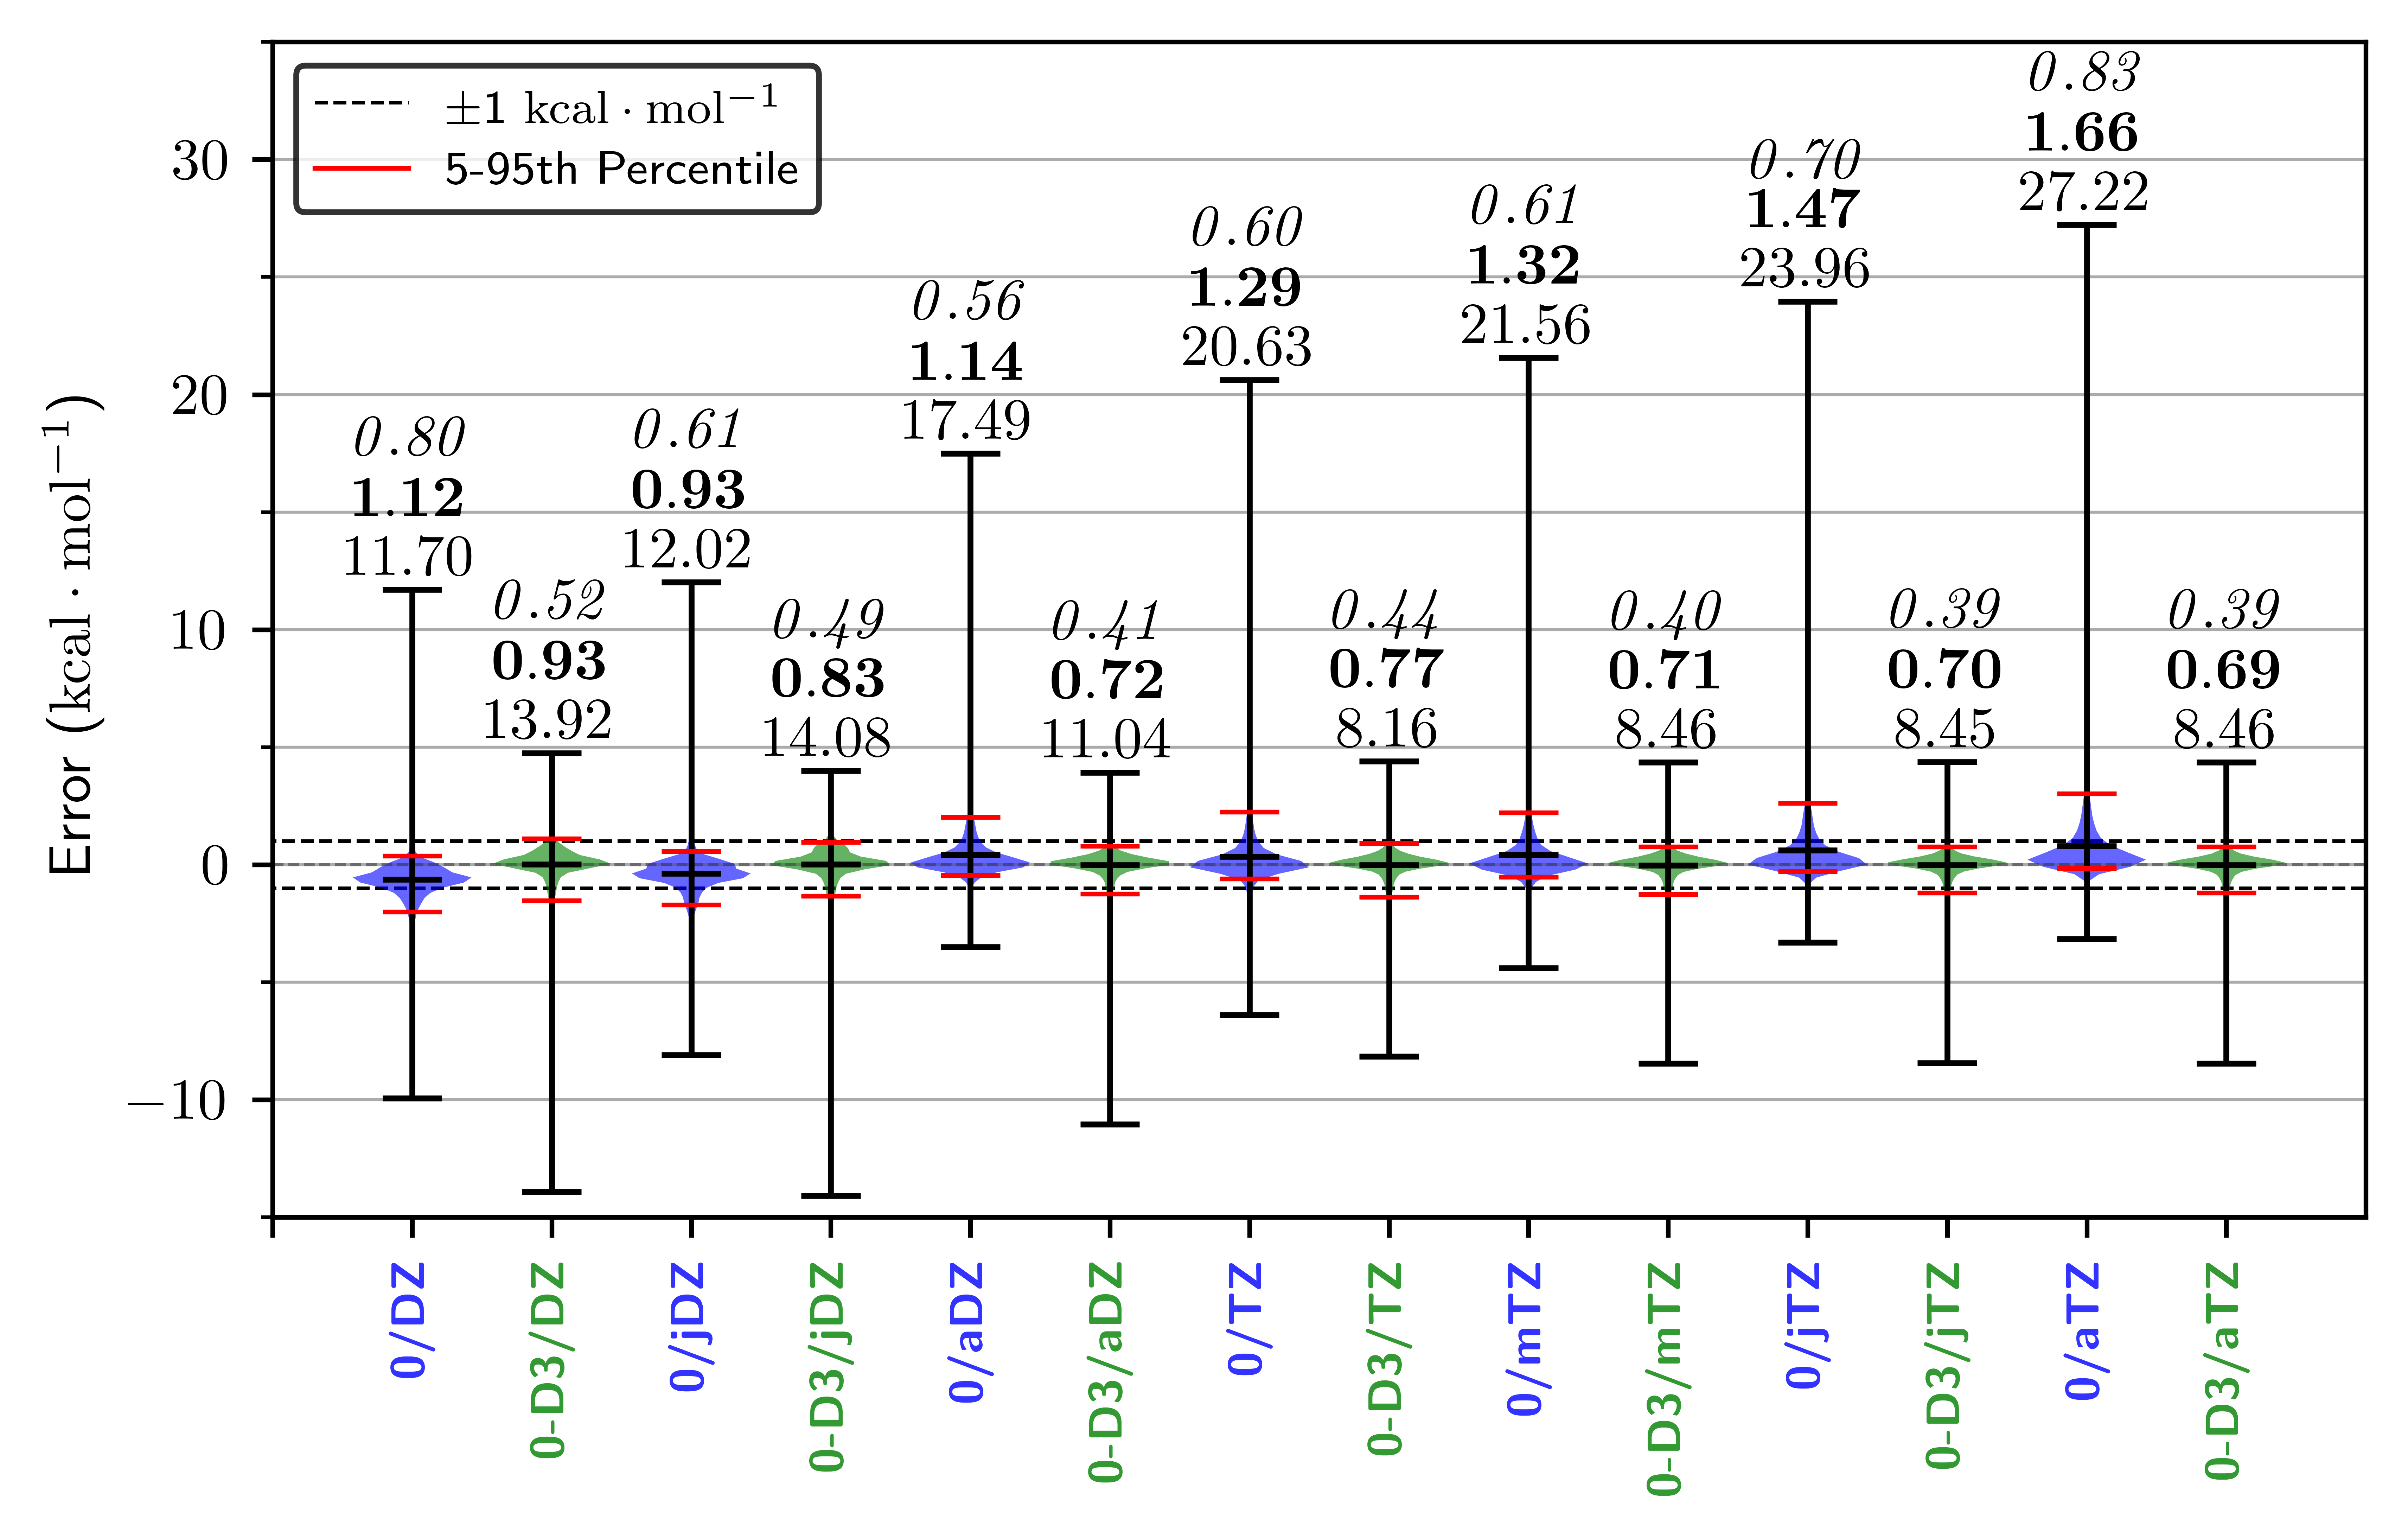 ±1 kcal · mol⁻¹
5-95th Percentile
Error (kcal · mol⁻¹)
30
20
10
0
−10
0.80
1.12
11.70
0.52
0.93
13.92
0.61
0.93
12.02
0.49
0.83
14.08
0.56
1.14
17.49
0.41
0.72
11.04
0.60
1.29
20.63
0.44
0.77
8.16
0.61
1.32
21.56
0.40
0.71
8.46
0.70
1.47
23.96
0.39
0.70
8.45
0.83
1.66
27.22
0.39
0.69
8.46
0/DZ
0-D3/DZ
0/jDZ
0-D3/jDZ
0/aDZ
0-D3/aDZ
0/TZ
0-D3/TZ
0/mTZ
0-D3/mTZ
0/jTZ
0-D3/jTZ
0/aTZ
0-D3/aTZ